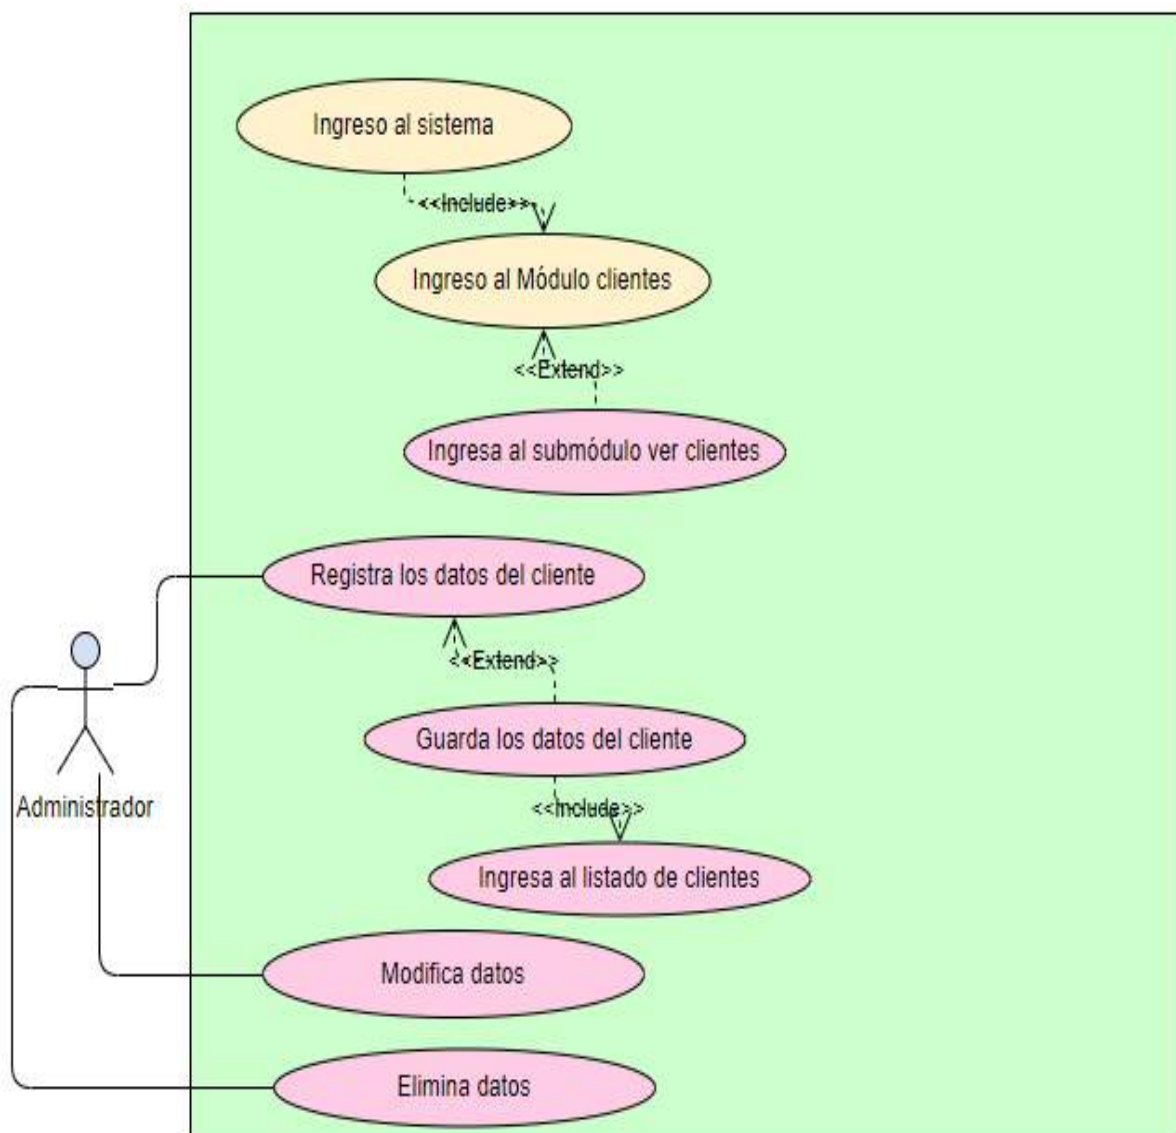 Ingreso al sistema
<<Include>>
Ingreso al Módulo clientes
<<Extend>>
Ingresa al submódulo ver clientes
Registra los datos del cliente
<<Extend>>
Guarda los datos del cliente
<<Include>>
Administrador
Ingresa al listado de clientes
Modifica datos
Elimina datos